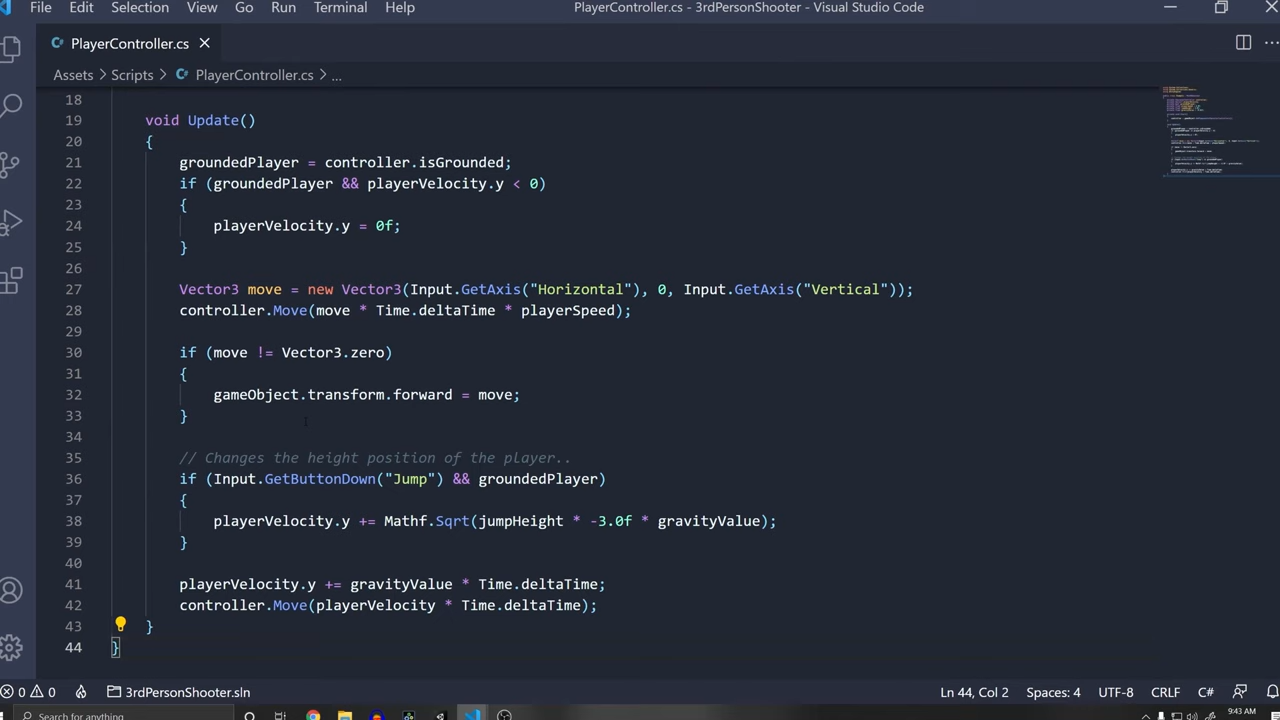 File Edit Selection View Go Run Terminal Help PlayerController.cs - 3rdPersonShooter - Visual Studio Code
PlayerController.cs
Assets > Scripts > PlayerController.cs > ...
18
19 void Update()
20 {
21 groundedPlayer = controller.isGrounded;
22 if (groundedPlayer && playerVelocity.y < 0)
23 {
24 playerVelocity.y = 0f;
25 }
26
27 Vector3 move = new Vector3(Input.GetAxis("Horizontal"), 0, Input.GetAxis("Vertical"));
28 controller.Move(move * Time.deltaTime * playerSpeed);
29
30 if (move != Vector3.zero)
31 {
32 gameObject.transform.forward = move;
33 }
34
35 // Changes the height position of the player..
36 if (Input.GetButtonDown("Jump") && groundedPlayer)
37 {
38 playerVelocity.y += Mathf.Sqrt(jumpHeight * -3.0f * gravityValue);
39 }
40
41 playerVelocity.y += gravityValue * Time.deltaTime;
42 controller.Move(playerVelocity * Time.deltaTime);
43 }
44 }
0 0 3rdPersonShooter.sln Ln 44, Col 2 Spaces: 4 UTF-8 CRLF C#
Search for anything 9:43 AM